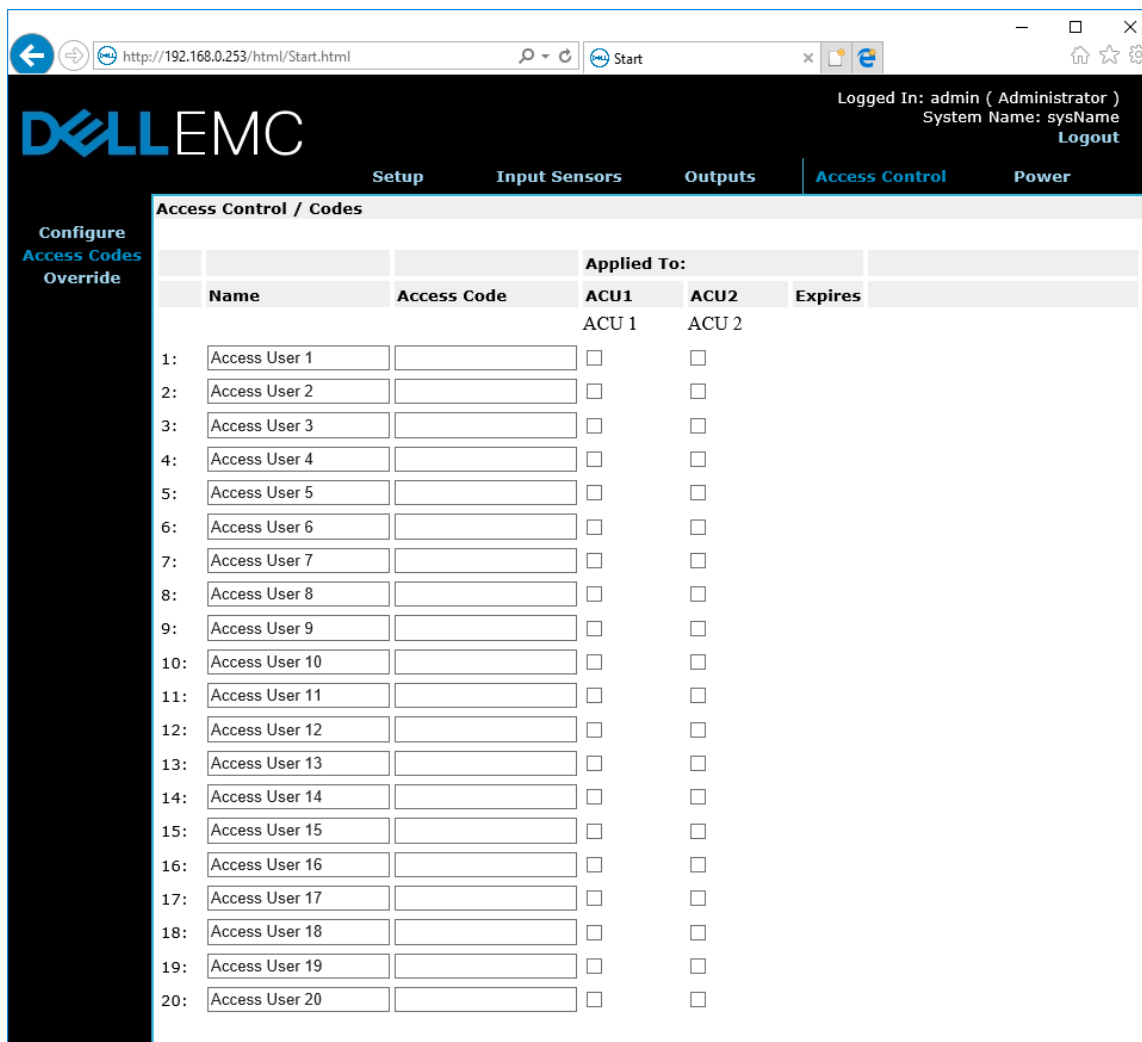 http://192.168.0.253/html/Start.html
Start
Logged In: admin ( Administrator )
System Name: sysName
Logout
DELL EMC
Setup Input Sensors Outputs Access Control Power
Configure
Access Codes
Override
Access Control / Codes
Applied To:
Name Access Code ACU1 ACU2 Expires
ACU 1 ACU 2
1: Access User 1
2: Access User 2
3: Access User 3
4: Access User 4
5: Access User 5
6: Access User 6
7: Access User 7
8: Access User 8
9: Access User 9
10: Access User 10
11: Access User 11
12: Access User 12
13: Access User 13
14: Access User 14
15: Access User 15
16: Access User 16
17: Access User 17
18: Access User 18
19: Access User 19
20: Access User 20